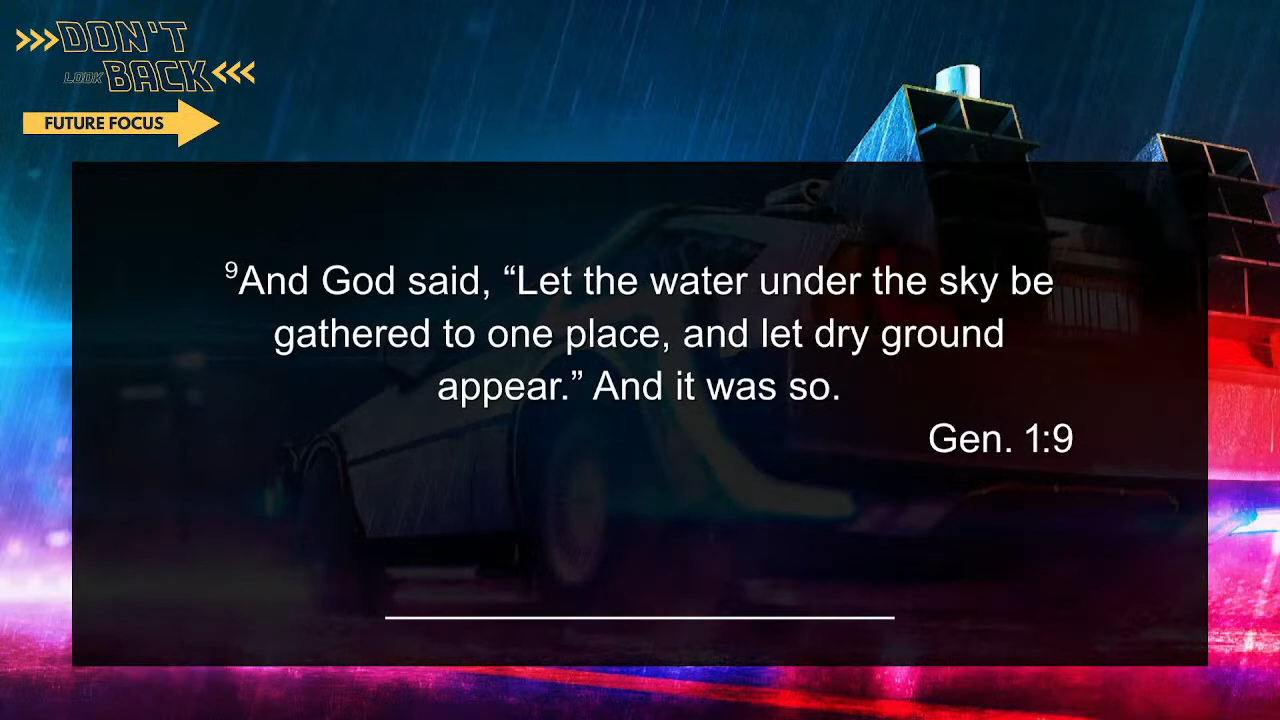 >>>DON'T
LOOK BACK<<<
FUTURE FOCUS
⁹And God said, “Let the water under the sky be
gathered to one place, and let dry ground
appear.” And it was so.
Gen. 1:9